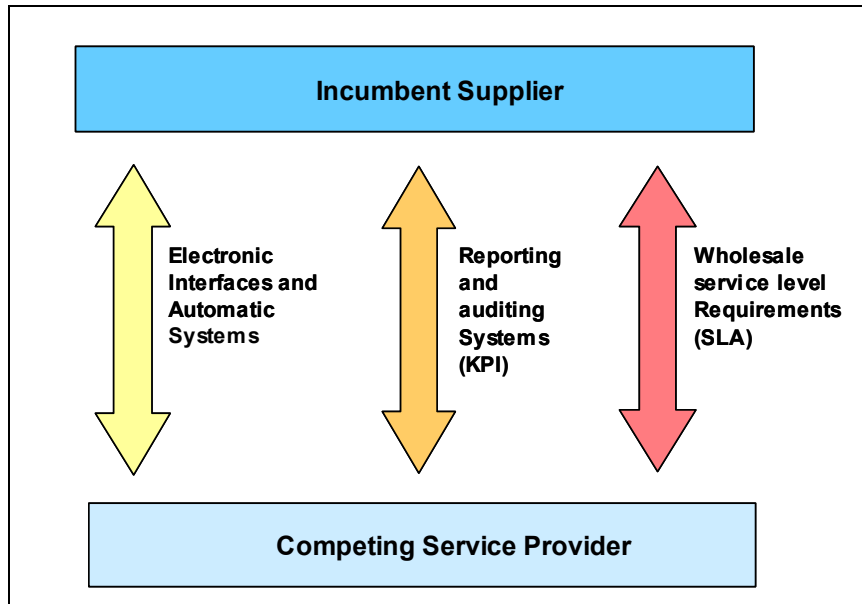 Incumbent Supplier
Electronic
Interfaces and
Automatic
Systems
Reporting
and
auditing
Systems
(KPI)
Wholesale
service level
Requirements
(SLA)
Competing Service Provider